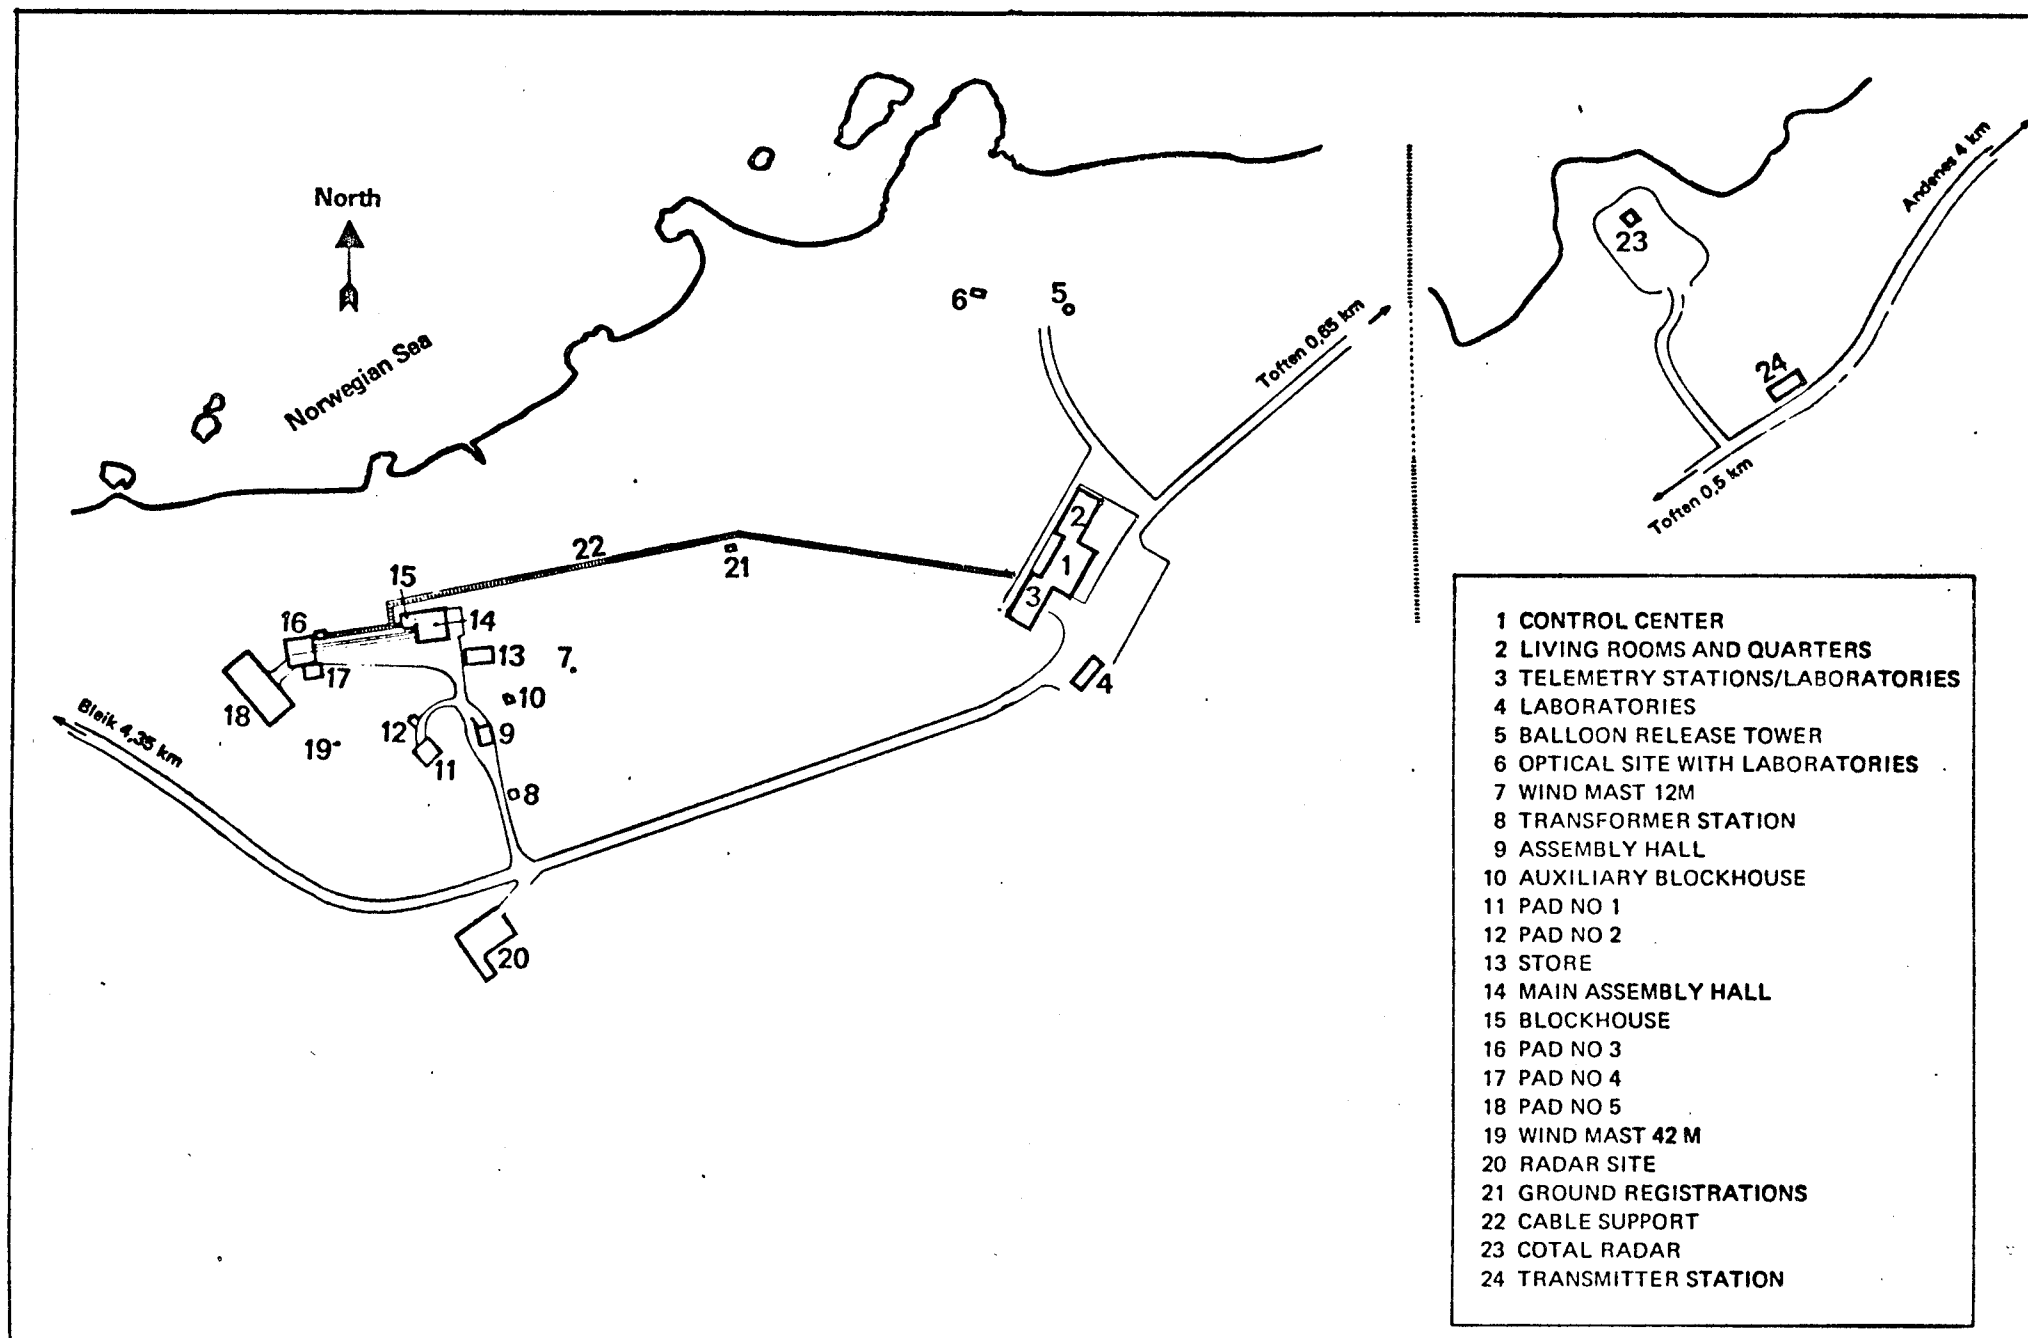 North
Norwegian Sea
6
5
Toften 0,65 km
23
24
Andenes 4 km
Toften 0,5 km
2
1
3
4
22
21
15
16
14
13
7
17
10
18
12
9
19
11
8
Bleik 4,35 km
20
1 CONTROL CENTER
2 LIVING ROOMS AND QUARTERS
3 TELEMETRY STATIONS/LABORATORIES
4 LABORATORIES
5 BALLOON RELEASE TOWER
6 OPTICAL SITE WITH LABORATORIES
7 WIND MAST 12M
8 TRANSFORMER STATION
9 ASSEMBLY HALL
10 AUXILIARY BLOCKHOUSE
11 PAD NO 1
12 PAD NO 2
13 STORE
14 MAIN ASSEMBLY HALL
15 BLOCKHOUSE
16 PAD NO 3
17 PAD NO 4
18 PAD NO 5
19 WIND MAST 42 M
20 RADAR SITE
21 GROUND REGISTRATIONS
22 CABLE SUPPORT
23 COTAL RADAR
24 TRANSMITTER STATION